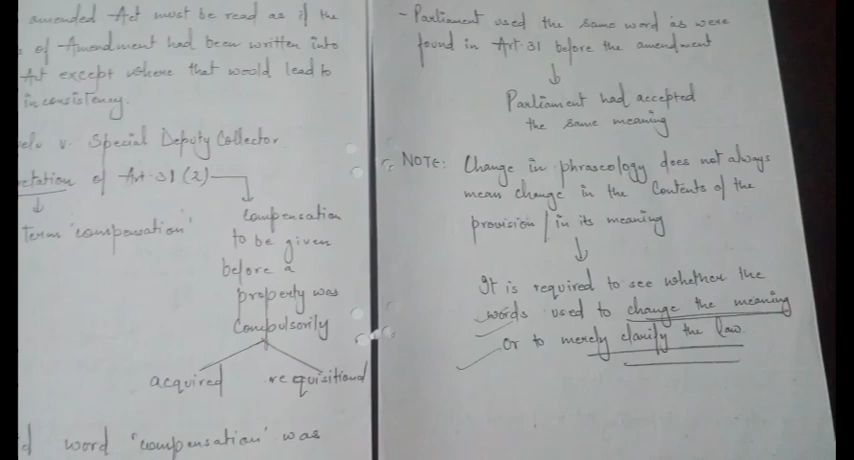 amended Act must be read as if the
of Amendment had been written into
Act except where that would lead to
inconsistency.
v. Special Deputy Collector
etation of Art. 31 (2)
Term 'compensation'
Compensation
to be given
before a
property was
Compulsorily
acquired requisitiond
word 'compensation' was
- Parliament used the same word as were
found in Art. 31 before the amendment
Parliament had accepted
the same meaning
NOTE: Change in phraseology does not always
mean change in the Contents of the
provision / in its meaning
It is required to see whether the
words used to change the meaning
or to merely clarify the law.